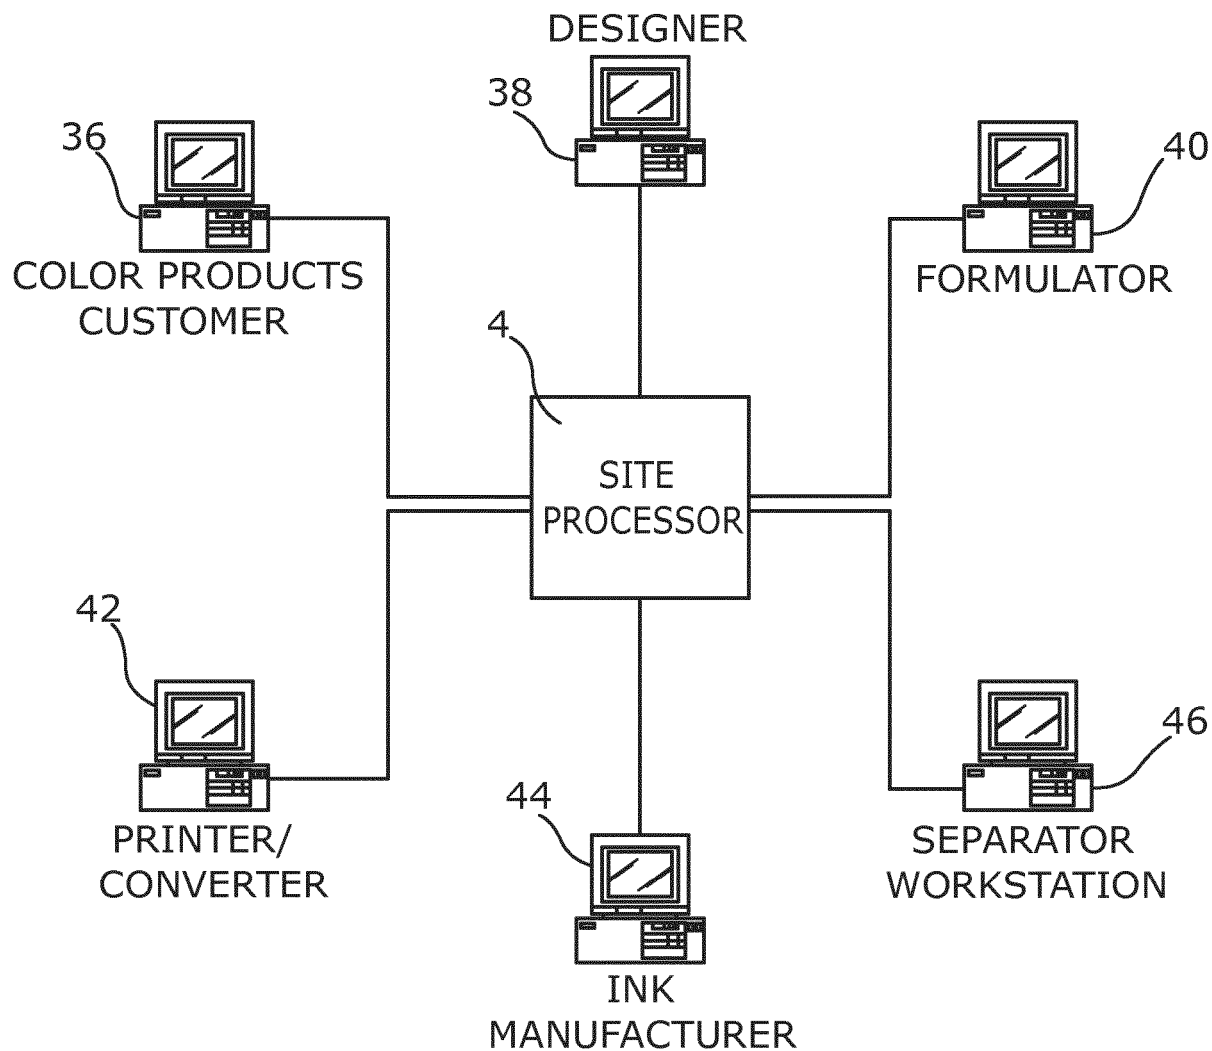 DESIGNER
38
36
COLOR PRODUCTS
CUSTOMER
40
FORMULATOR
4
SITE
PROCESSOR
42
PRINTER/
CONVERTER
44
INK
MANUFACTURER
46
SEPARATOR
WORKSTATION